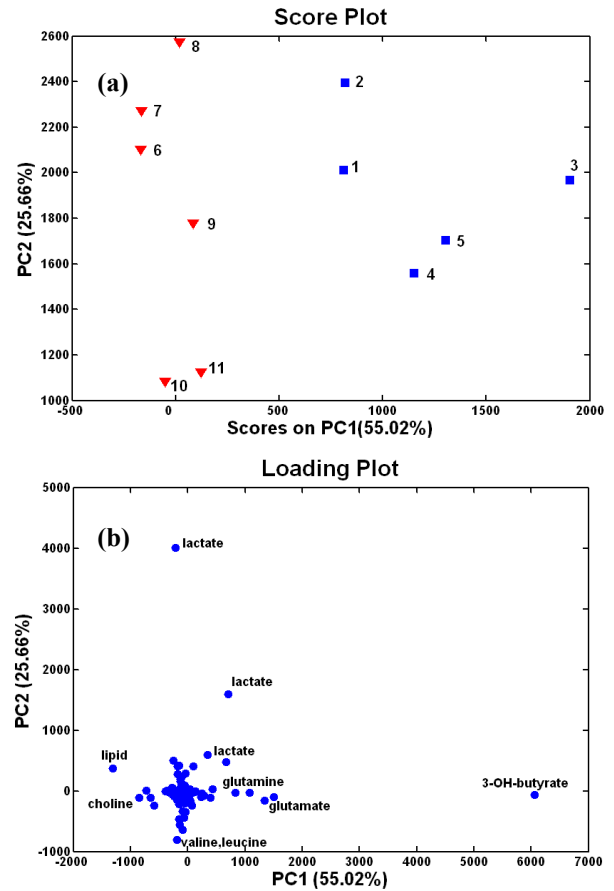 Score Plot
(a)
2600
2400
2200
2000
1800
1600
1400
1200
1000
PC2 (25.66%)
8
2
7
6
1
3
9
5
4
11
10
-500
0
500
1000
1500
2000
Scores on PC1(55.02%)
Loading Plot
(b)
5000
4000
3000
2000
1000
0
-1000
PC2 (25.66%)
lactate
lactate
lactate
lipid
glutamine
3-OH-butyrate
choline
glutamate
valine,leucine
-2000
-1000
0
1000
2000
3000
4000
5000
6000
7000
PC1 (55.02%)